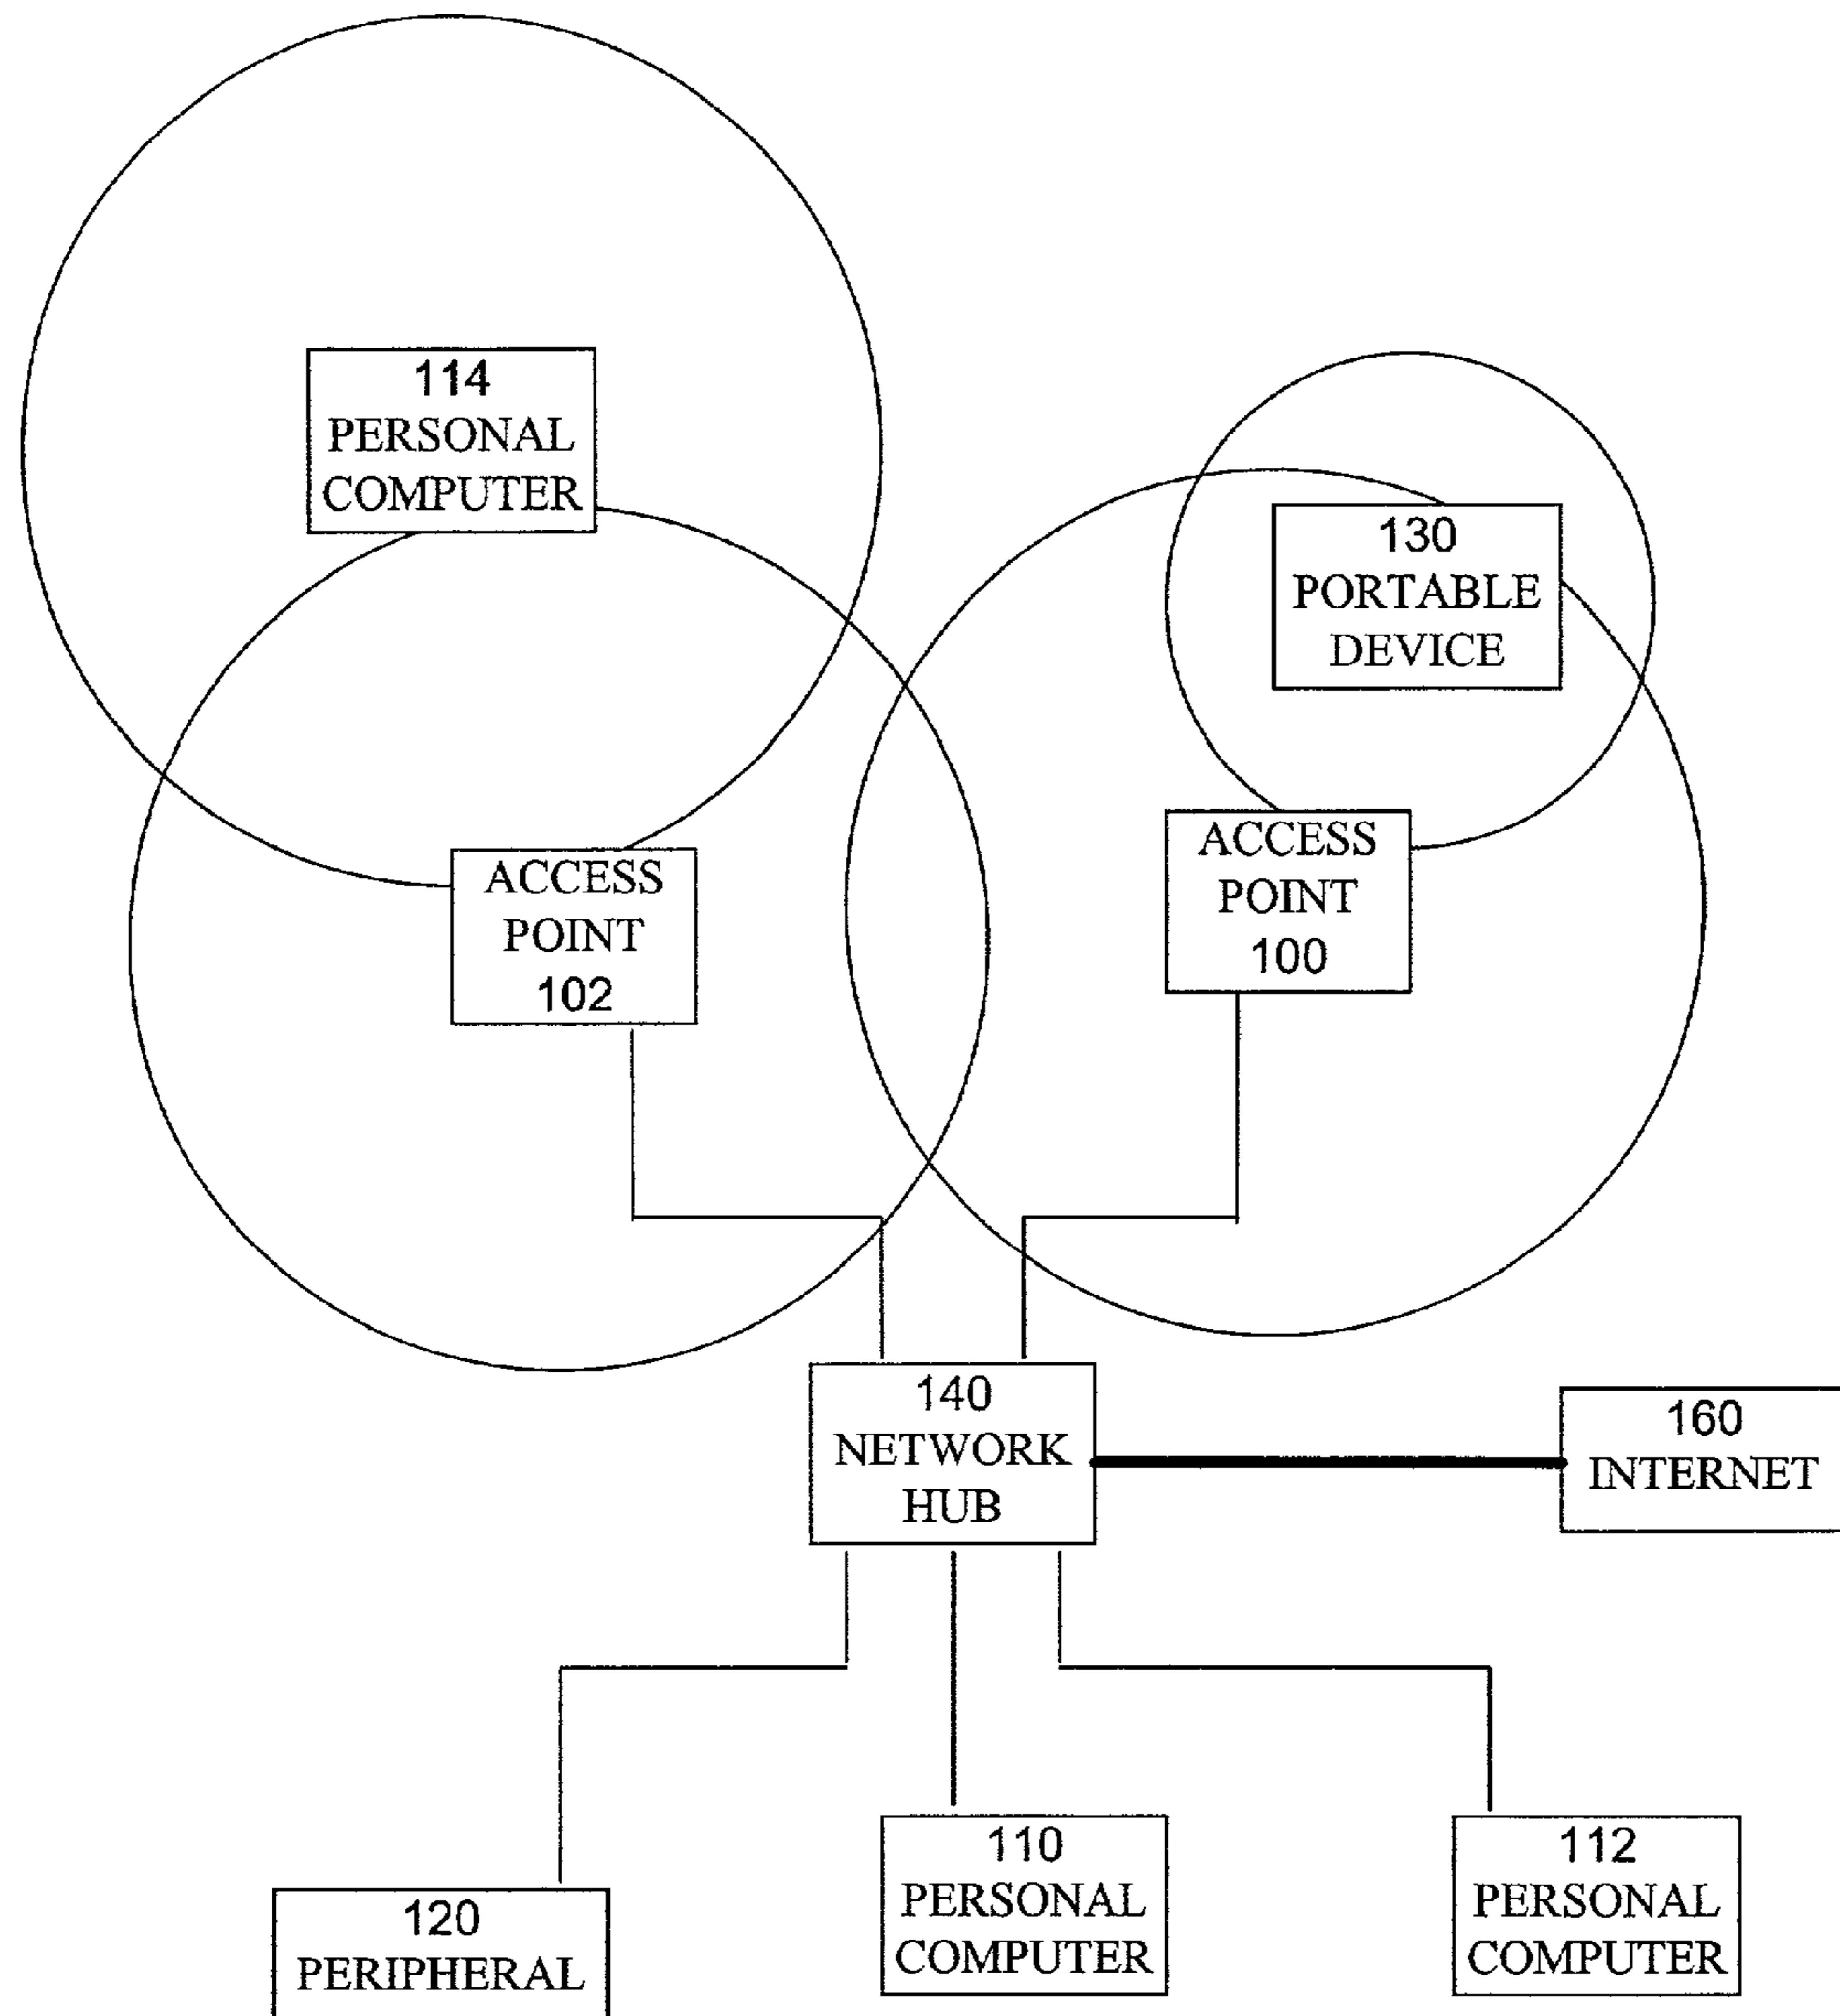 114
PERSONAL
COMPUTER
130
PORTABLE
DEVICE
ACCESS
POINT
102
ACCESS
POINT
100
140
NETWORK
HUB
160
INTERNET
120
PERIPHERAL
110
PERSONAL
COMPUTER
112
PERSONAL
COMPUTER